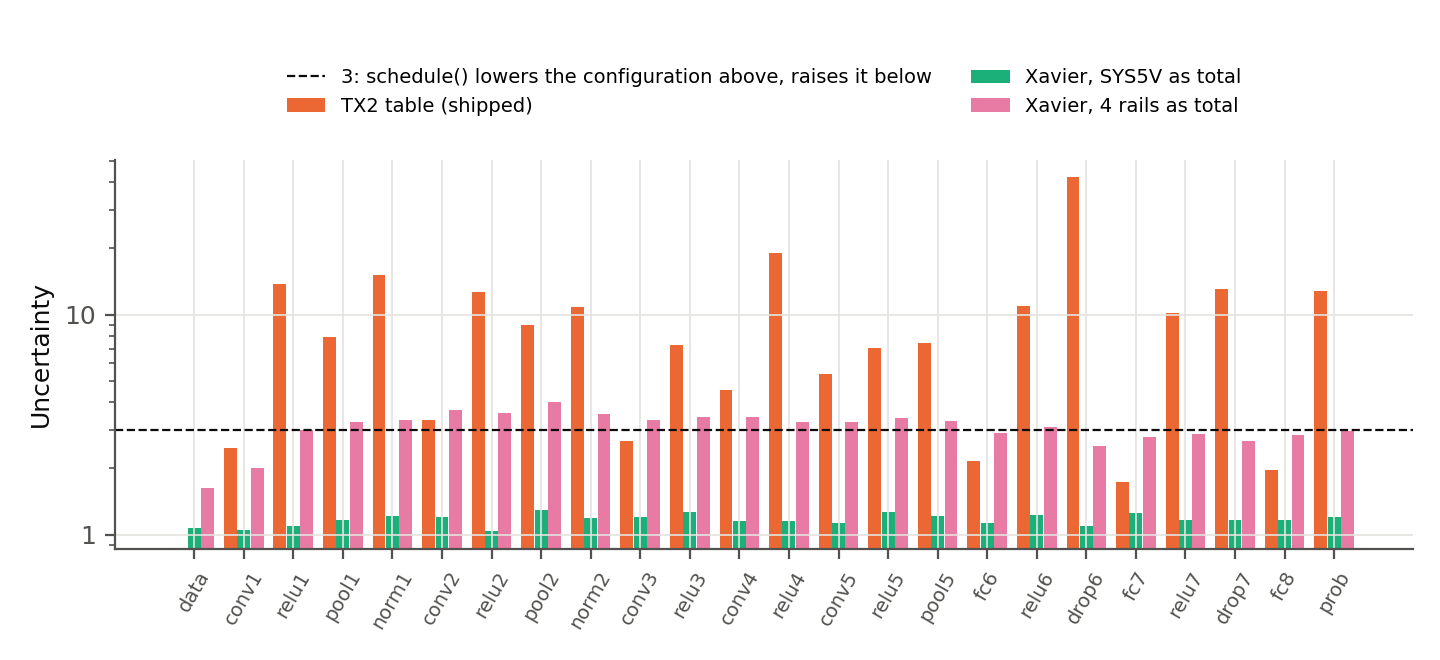 3: schedule() lowers the configuration above, raises it below
TX2 table (shipped)
Xavier, SYS5V as total
Xavier, 4 rails as total
Uncertainty
10
1
data
conv1
relu1
pool1
norm1
conv2
relu2
pool2
norm2
conv3
relu3
conv4
relu4
conv5
relu5
pool5
fc6
relu6
drop6
fc7
relu7
drop7
fc8
prob